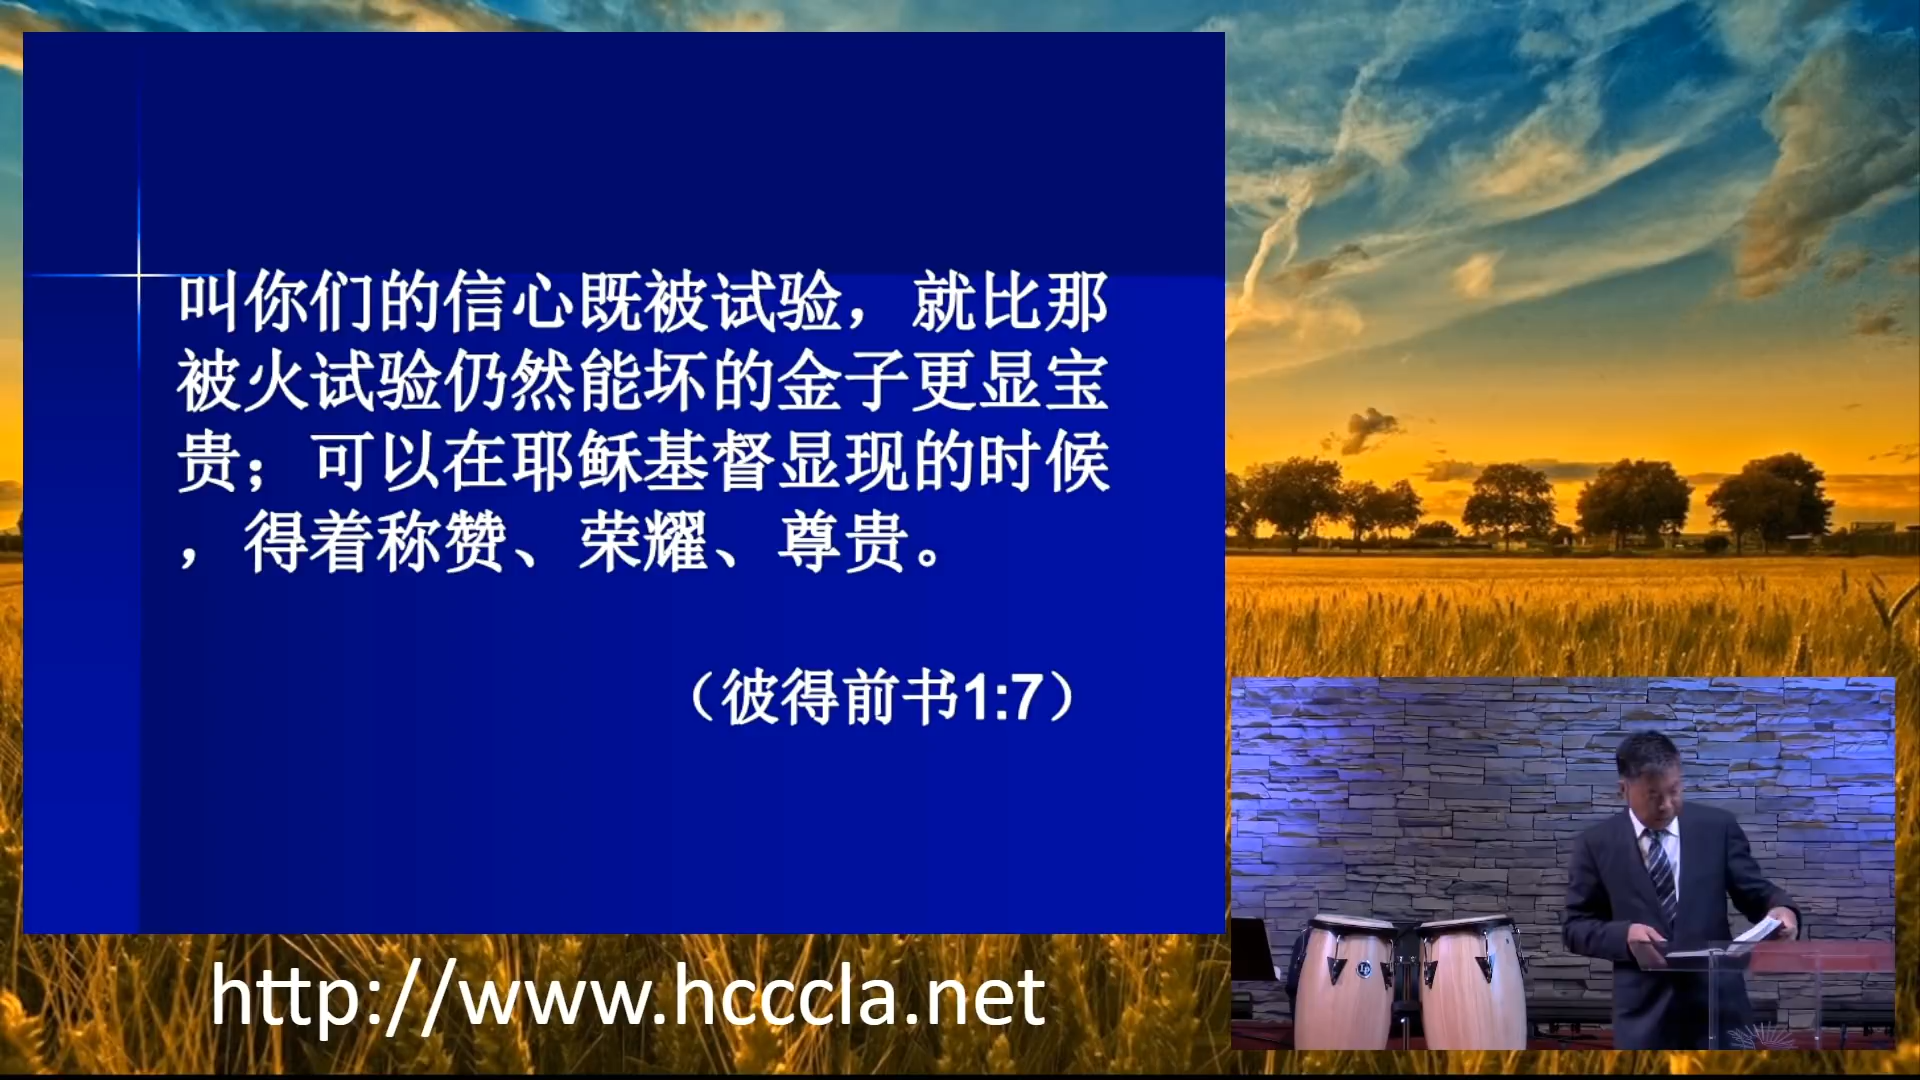 叫你们的信心既被试验，就比那
被火试验仍然能坏的金子更显宝
贵；可以在耶稣基督显现的时候
，得着称赞、荣耀、尊贵。
（彼得前书1:7）
http://www.hcccla.net
LP